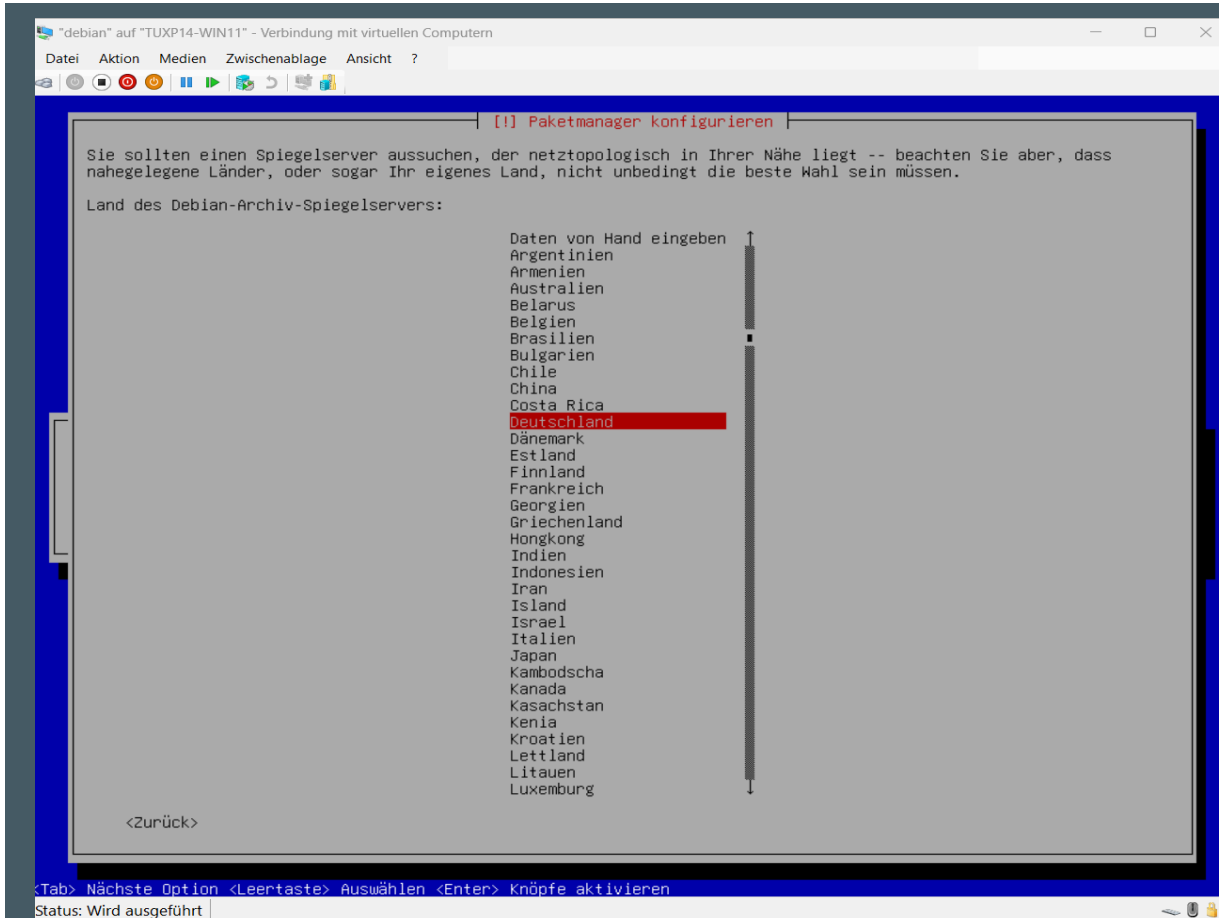 "debian" auf "TUXP14-WIN11" - Verbindung mit virtuellen Computern
Datei Aktion Medien Zwischenablage Ansicht ?
[!] Paketmanager konfigurieren
Sie sollten einen Spiegelserver aussuchen, der netztopologisch in Ihrer Nähe liegt -- beachten Sie aber, dass
nahegelegene Länder, oder sogar Ihr eigenes Land, nicht unbedingt die beste Wahl sein müssen.
Land des Debian-Archiv-Spiegelservers:
Daten von Hand eingeben
Argentinien
Armenien
Australien
Belarus
Belgien
Brasilien
Bulgarien
Chile
China
Costa Rica
Deutschland
Dänemark
Estland
Finnland
Frankreich
Georgien
Griechenland
Hongkong
Indien
Indonesien
Iran
Island
Israel
Italien
Japan
Kambodscha
Kanada
Kasachstan
Kenia
Kroatien
Lettland
Litauen
Luxemburg
<Zurück>
<Tab> Nächste Option <Leertaste> Auswählen <Enter> Knöpfe aktivieren
Status: Wird ausgeführt